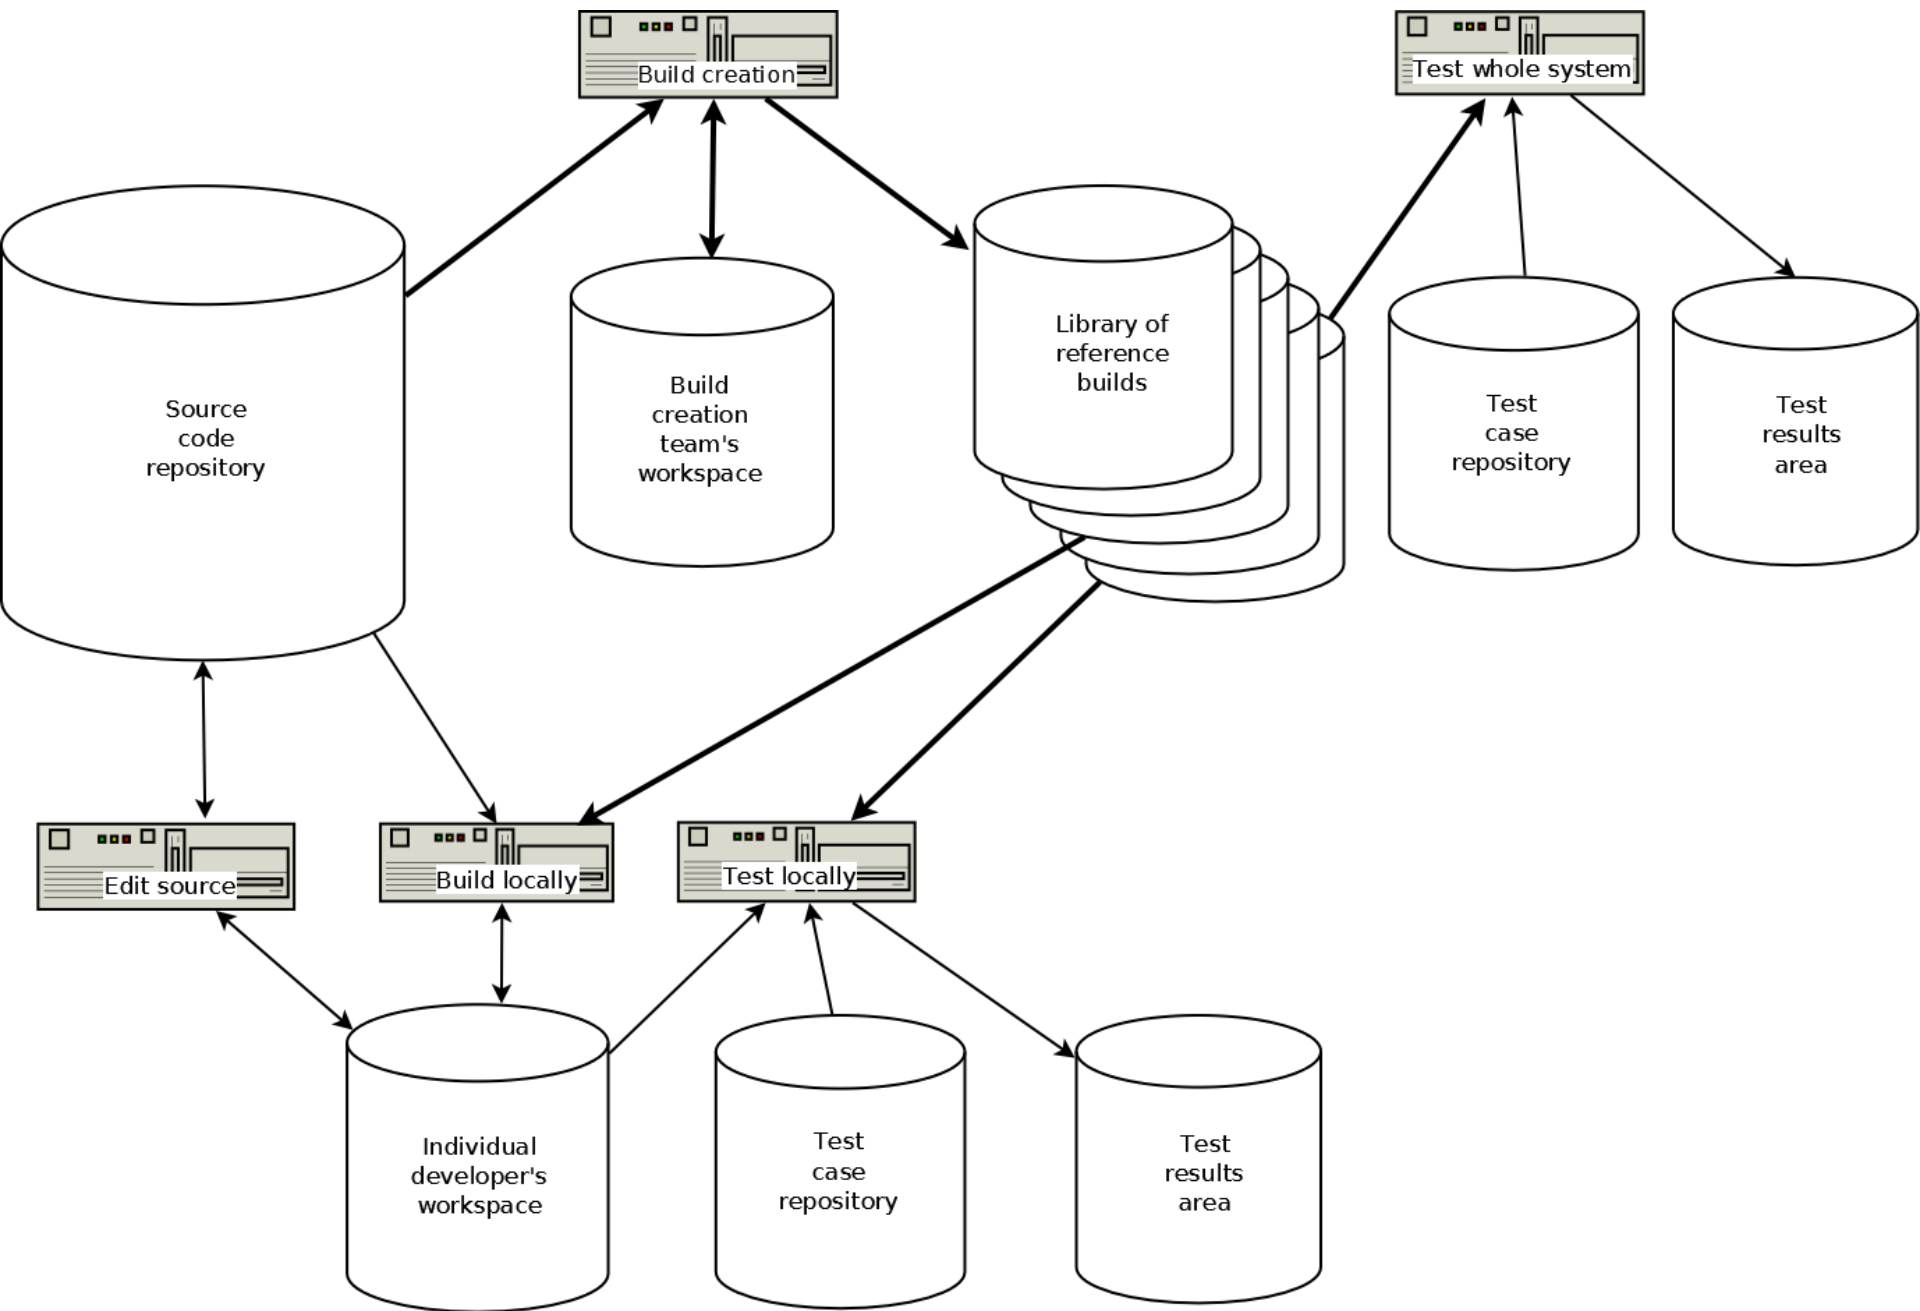 Build creation
Test whole system
Source
code
repository
Build
creation
team's
workspace
Library of
reference
builds
Test
case
repository
Test
results
area
Edit source
Build locally
Test locally
Individual
developer's
workspace
Test
case
repository
Test
results
area